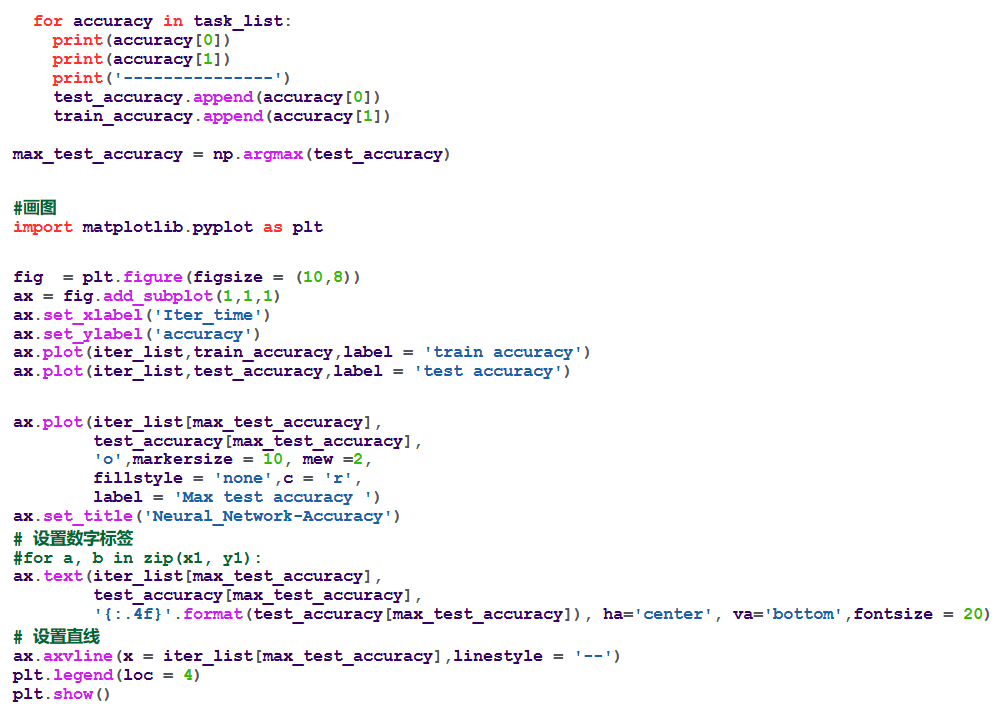 for accuracy in task_list:
print(accuracy[0])
print(accuracy[1])
print('---------------')
test_accuracy.append(accuracy[0])
train_accuracy.append(accuracy[1])
max_test_accuracy = np.argmax(test_accuracy)
#画图
import matplotlib.pyplot as plt
fig  = plt.figure(figsize = (10,8))
ax = fig.add_subplot(1,1,1)
ax.set_xlabel('Iter_time')
ax.set_ylabel('accuracy')
ax.plot(iter_list,train_accuracy,label = 'train accuracy')
ax.plot(iter_list,test_accuracy,label = 'test accuracy')
ax.plot(iter_list[max_test_accuracy],
test_accuracy[max_test_accuracy],
'o',markersize = 10, mew =2,
fillstyle = 'none',c = 'r',
label = 'Max test accuracy ')
ax.set_title('Neural_Network-Accuracy')
# 设置数字标签
#for a, b in zip(x1, y1):
ax.text(iter_list[max_test_accuracy],
test_accuracy[max_test_accuracy],
'{:.4f}'.format(test_accuracy[max_test_accuracy]), ha='center', va='bottom',fontsize = 20)
# 设置直线
ax.axvline(x = iter_list[max_test_accuracy],linestyle = '--')
plt.legend(loc = 4)
plt.show()